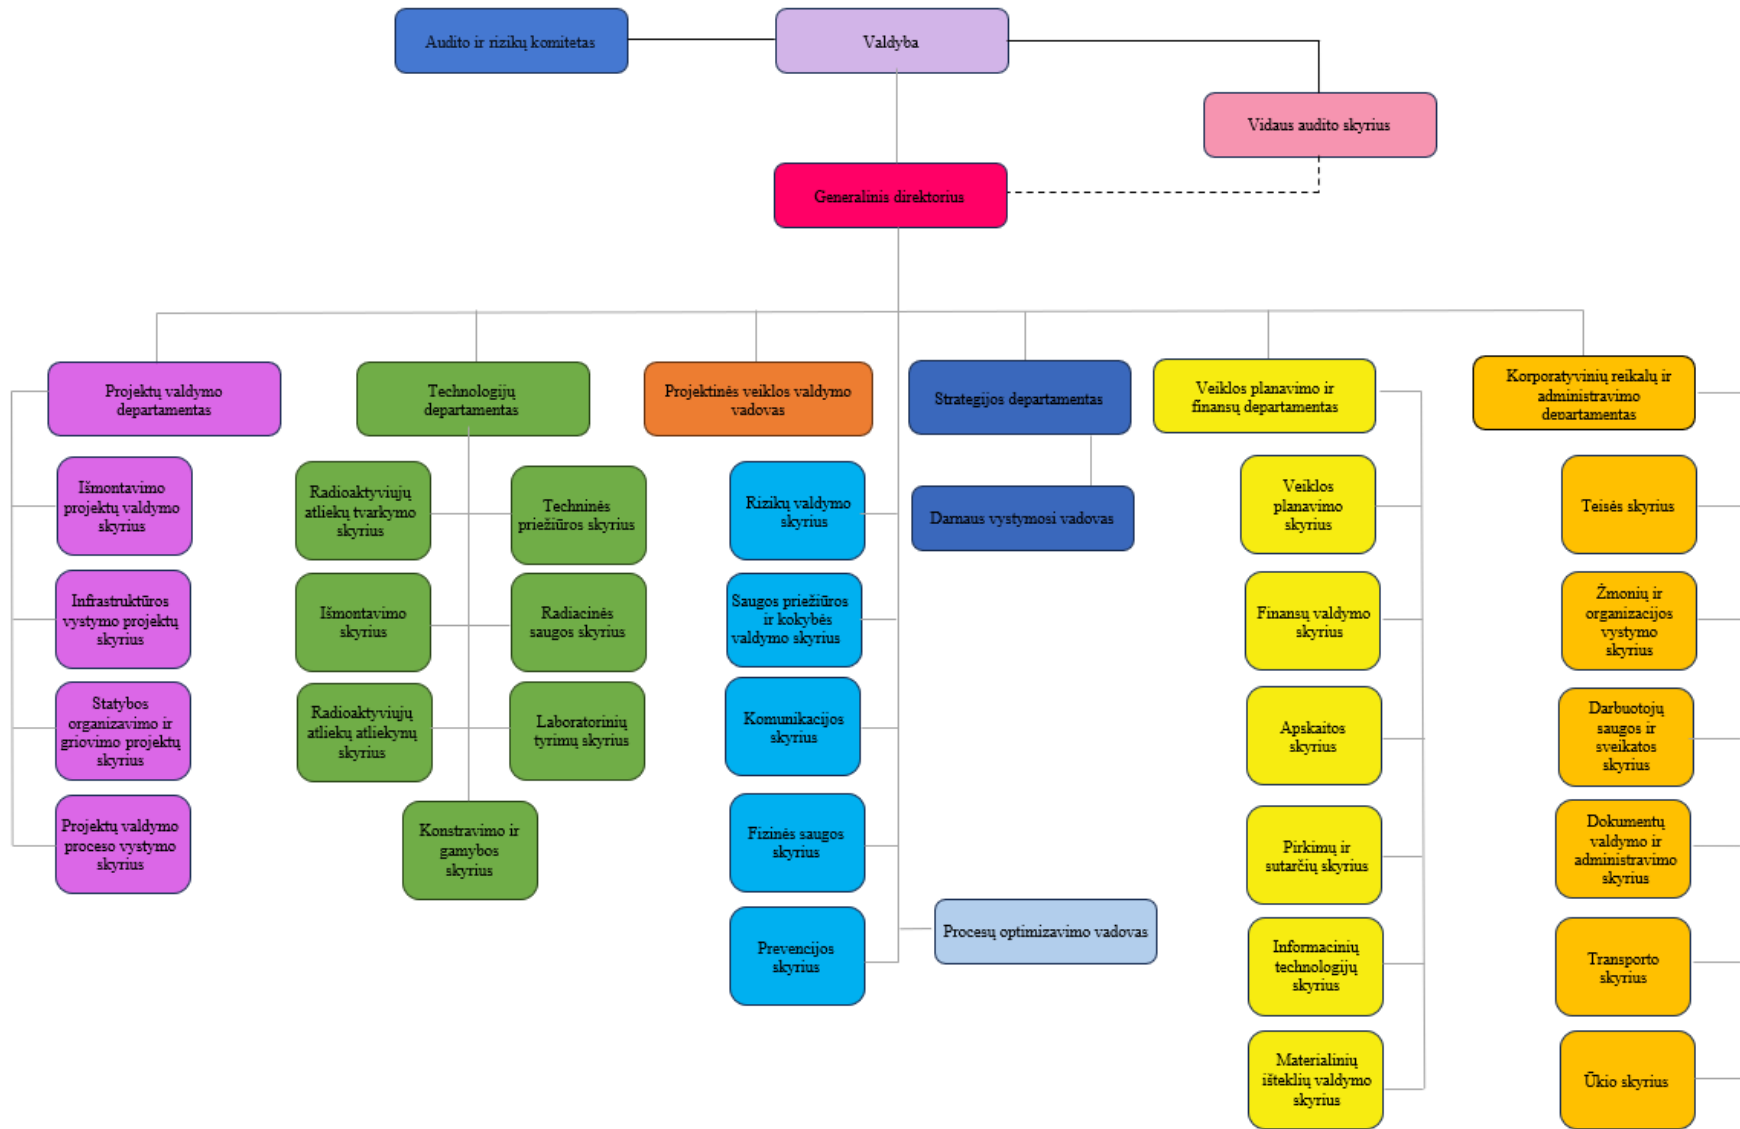 Audito ir rizikų komitetas
Valdyba
Vidaus audito skyrius
Generalinis direktorius
Projektų valdymo
departamentas
Technologijų
departamentas
Projektinės veiklos valdymo
vadovas
Strategijos departamentas
Veiklos planavimo ir
finansų departamentas
Korporatyvinių reikalų ir
administravimo
departamentas
Išmontavimo
projektų valdymo
skyrius
Infrastruktūros
vystymo projektų
skyrius
Statybos
organizavimo ir
griovimo projektų
skyrius
Projektų valdymo
proceso vystymo
skyrius
Radioaktyviųjų
atliekų tvarkymo
skyrius
Techninės
priežiūros skyrius
Išmontavimo
skyrius
Radiacinės
saugos skyrius
Radioaktyviųjų
atliekų atliekynų
skyrius
Laboratorinių
tyrimų skyrius
Konstravimo ir
gamybos
skyrius
Rizikų valdymo
skyrius
Saugos priežiūros
ir kokybės
valdymo skyrius
Komunikacijos
skyrius
Fizinės saugos
skyrius
Prevencijos
skyrius
Darnaus vystymosi vadovas
Procesų optimizavimo vadovas
Veiklos
planavimo
skyrius
Finansų valdymo
skyrius
Apskaitos
skyrius
Pirkimų ir
sutarčių skyrius
Informacinių
technologijų
skyrius
Materialinių
išteklių valdymo
skyrius
Teisės skyrius
Žmonių ir
organizacijos
vystymo
skyrius
Darbuotojų
saugos ir
sveikatos
skyrius
Dokumentų
valdymo ir
administravimo
skyrius
Transporto
skyrius
Ūkio skyrius